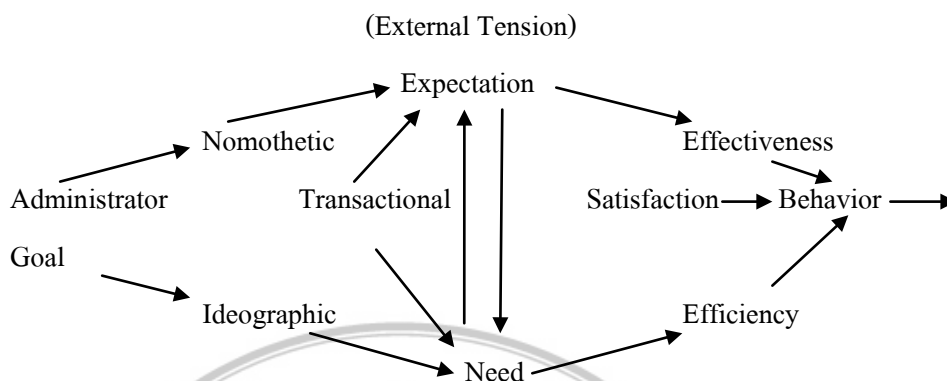 (External Tension)
Expectation
Nomothetic
Effectiveness
Administrator
Transactional
Satisfaction
Behavior
Goal
Ideographic
Efficiency
Need